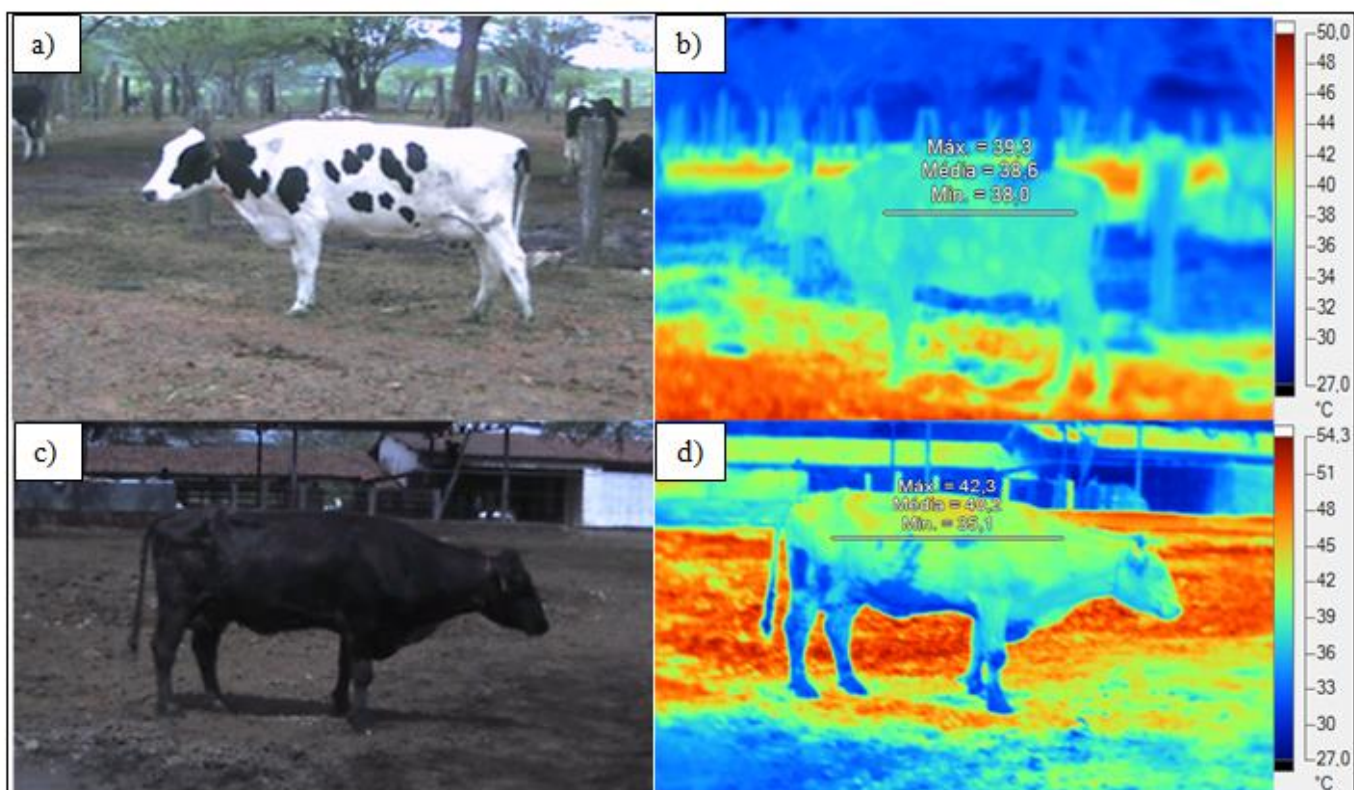 a)
b)
Máx. = 39,3
Média = 38,6
Mín. = 38,0
50,0
48
46
44
42
40
38
36
34
32
30
27,0
°C
c)
d)
Máx. = 42,3
Média = 40,2
Mín. = 35,1
54,3
51
48
45
42
39
36
33
30
27,0
°C